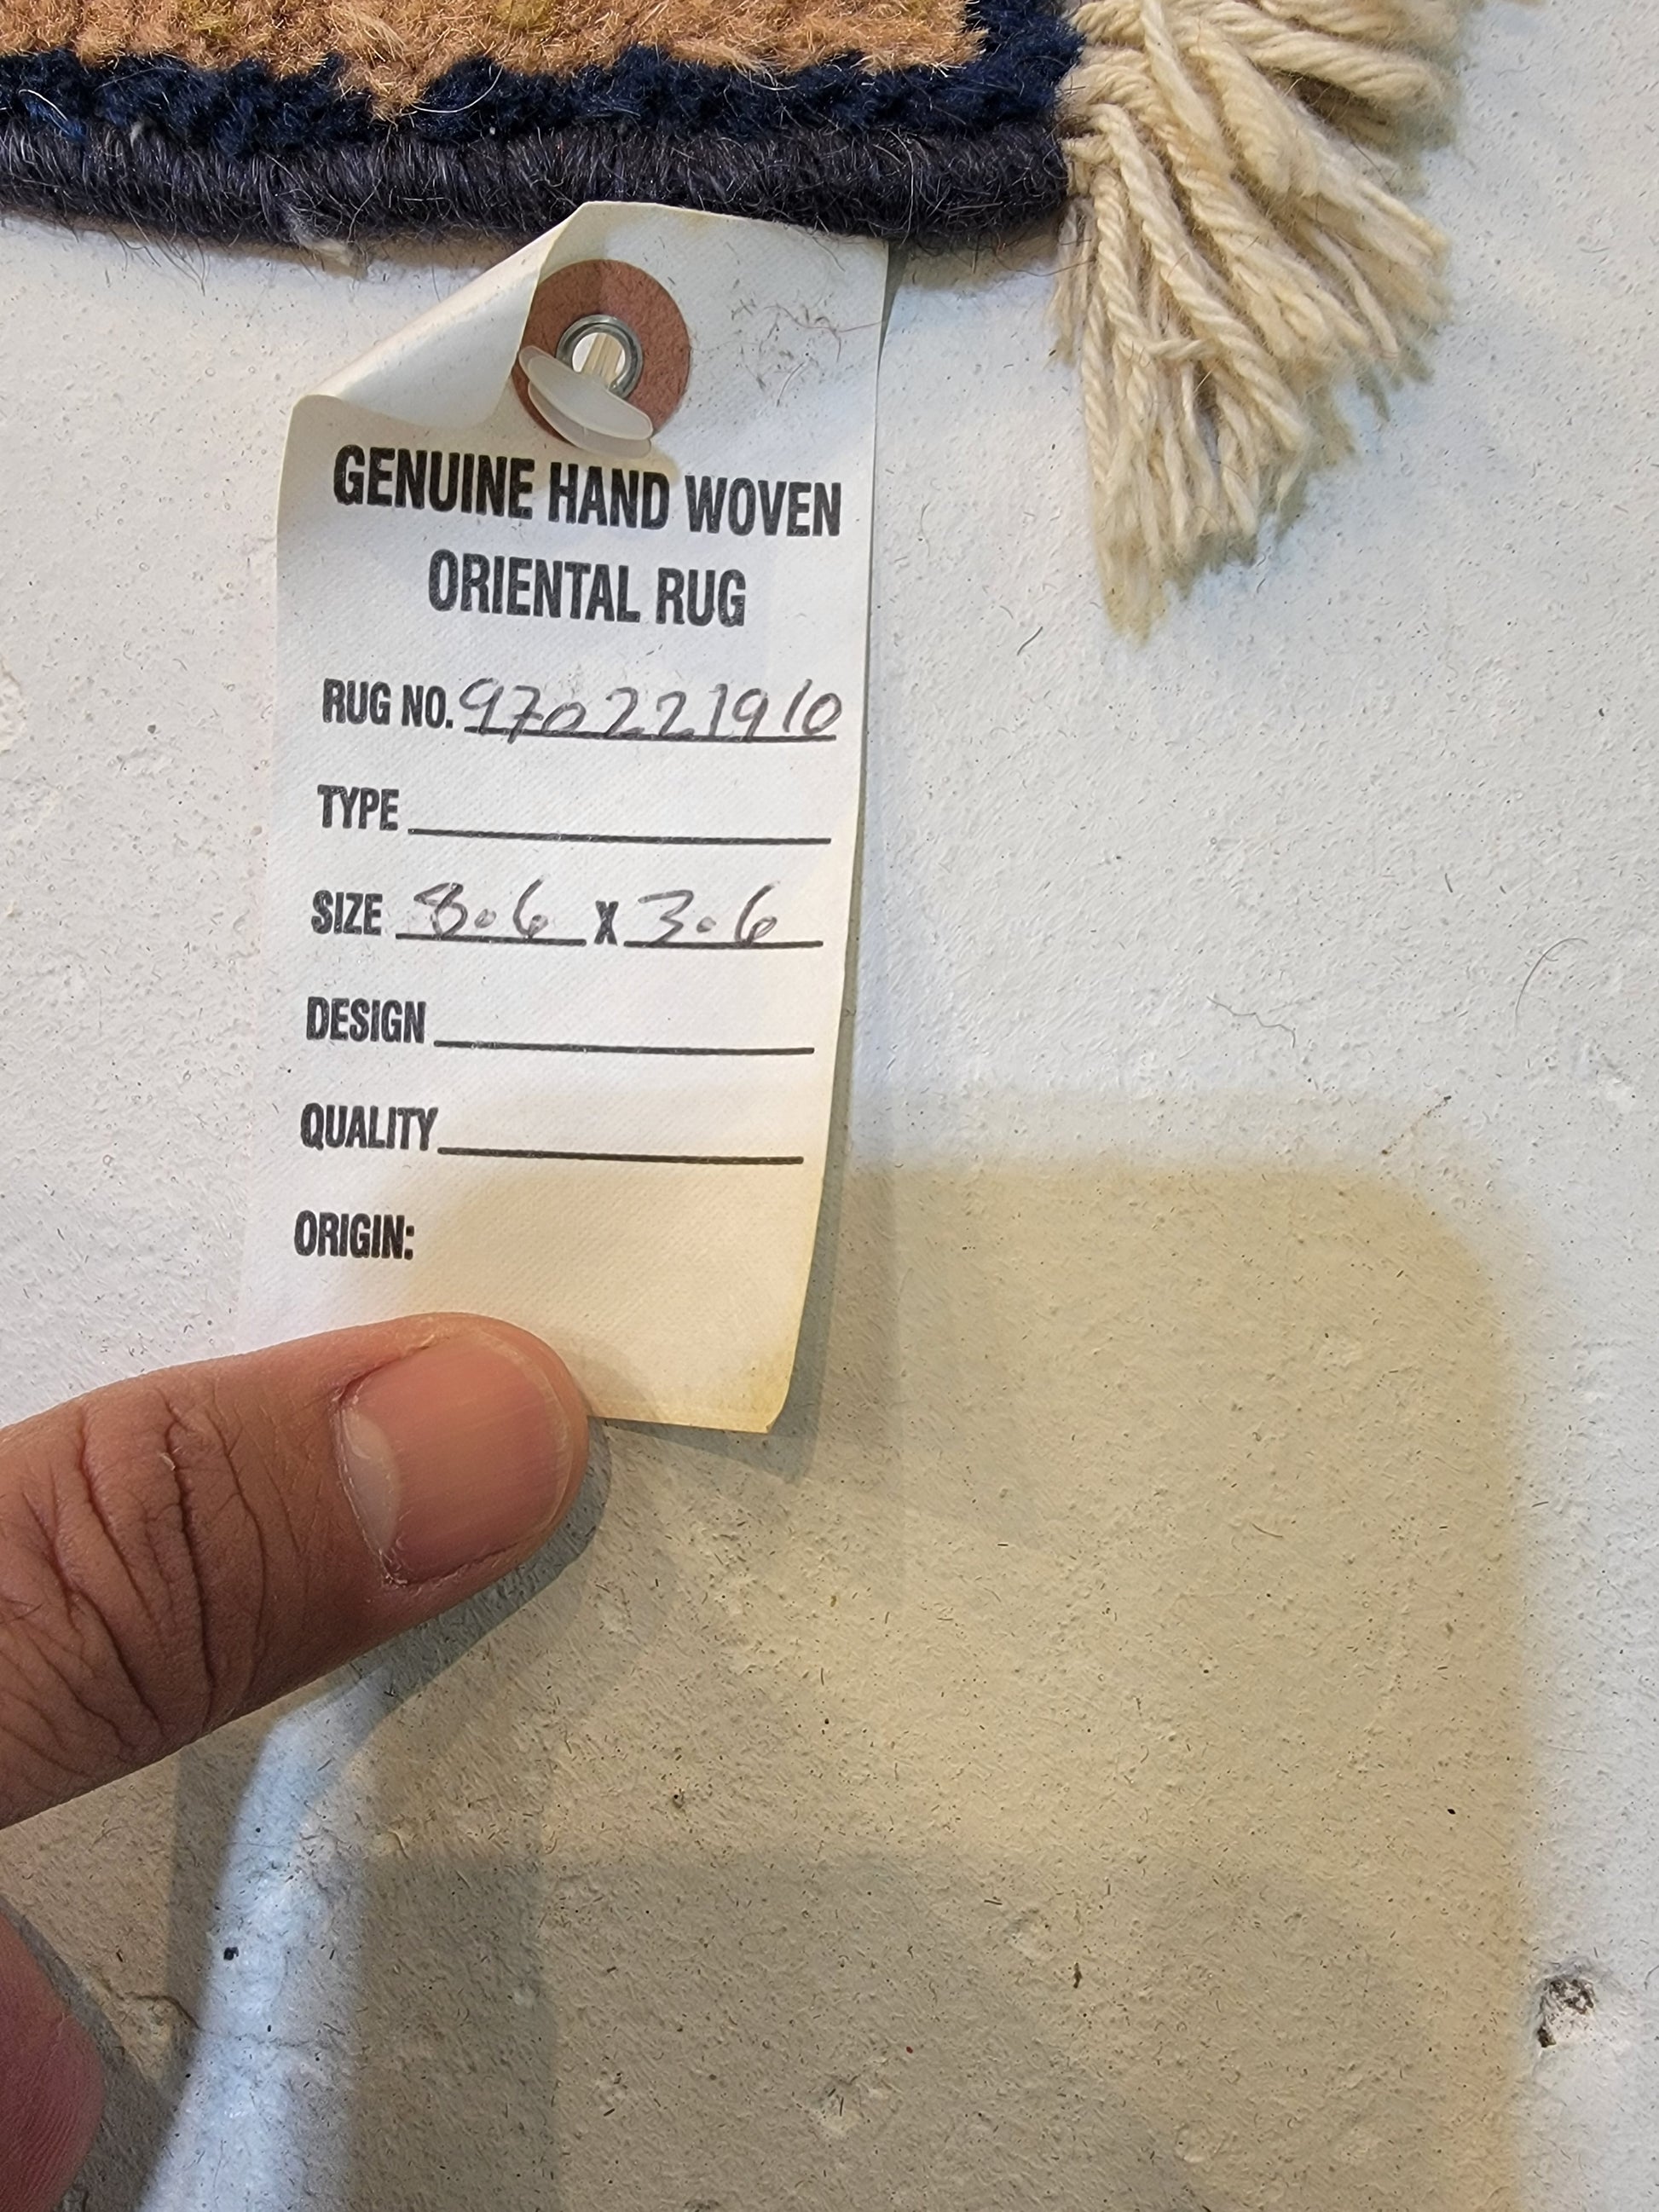 GENUINE HAND WOVEN
ORIENTAL RUG
RUG NO. 970221910
TYPE
SIZE 8.6 X 3.6
DESIGN
QUALITY
ORIGIN: